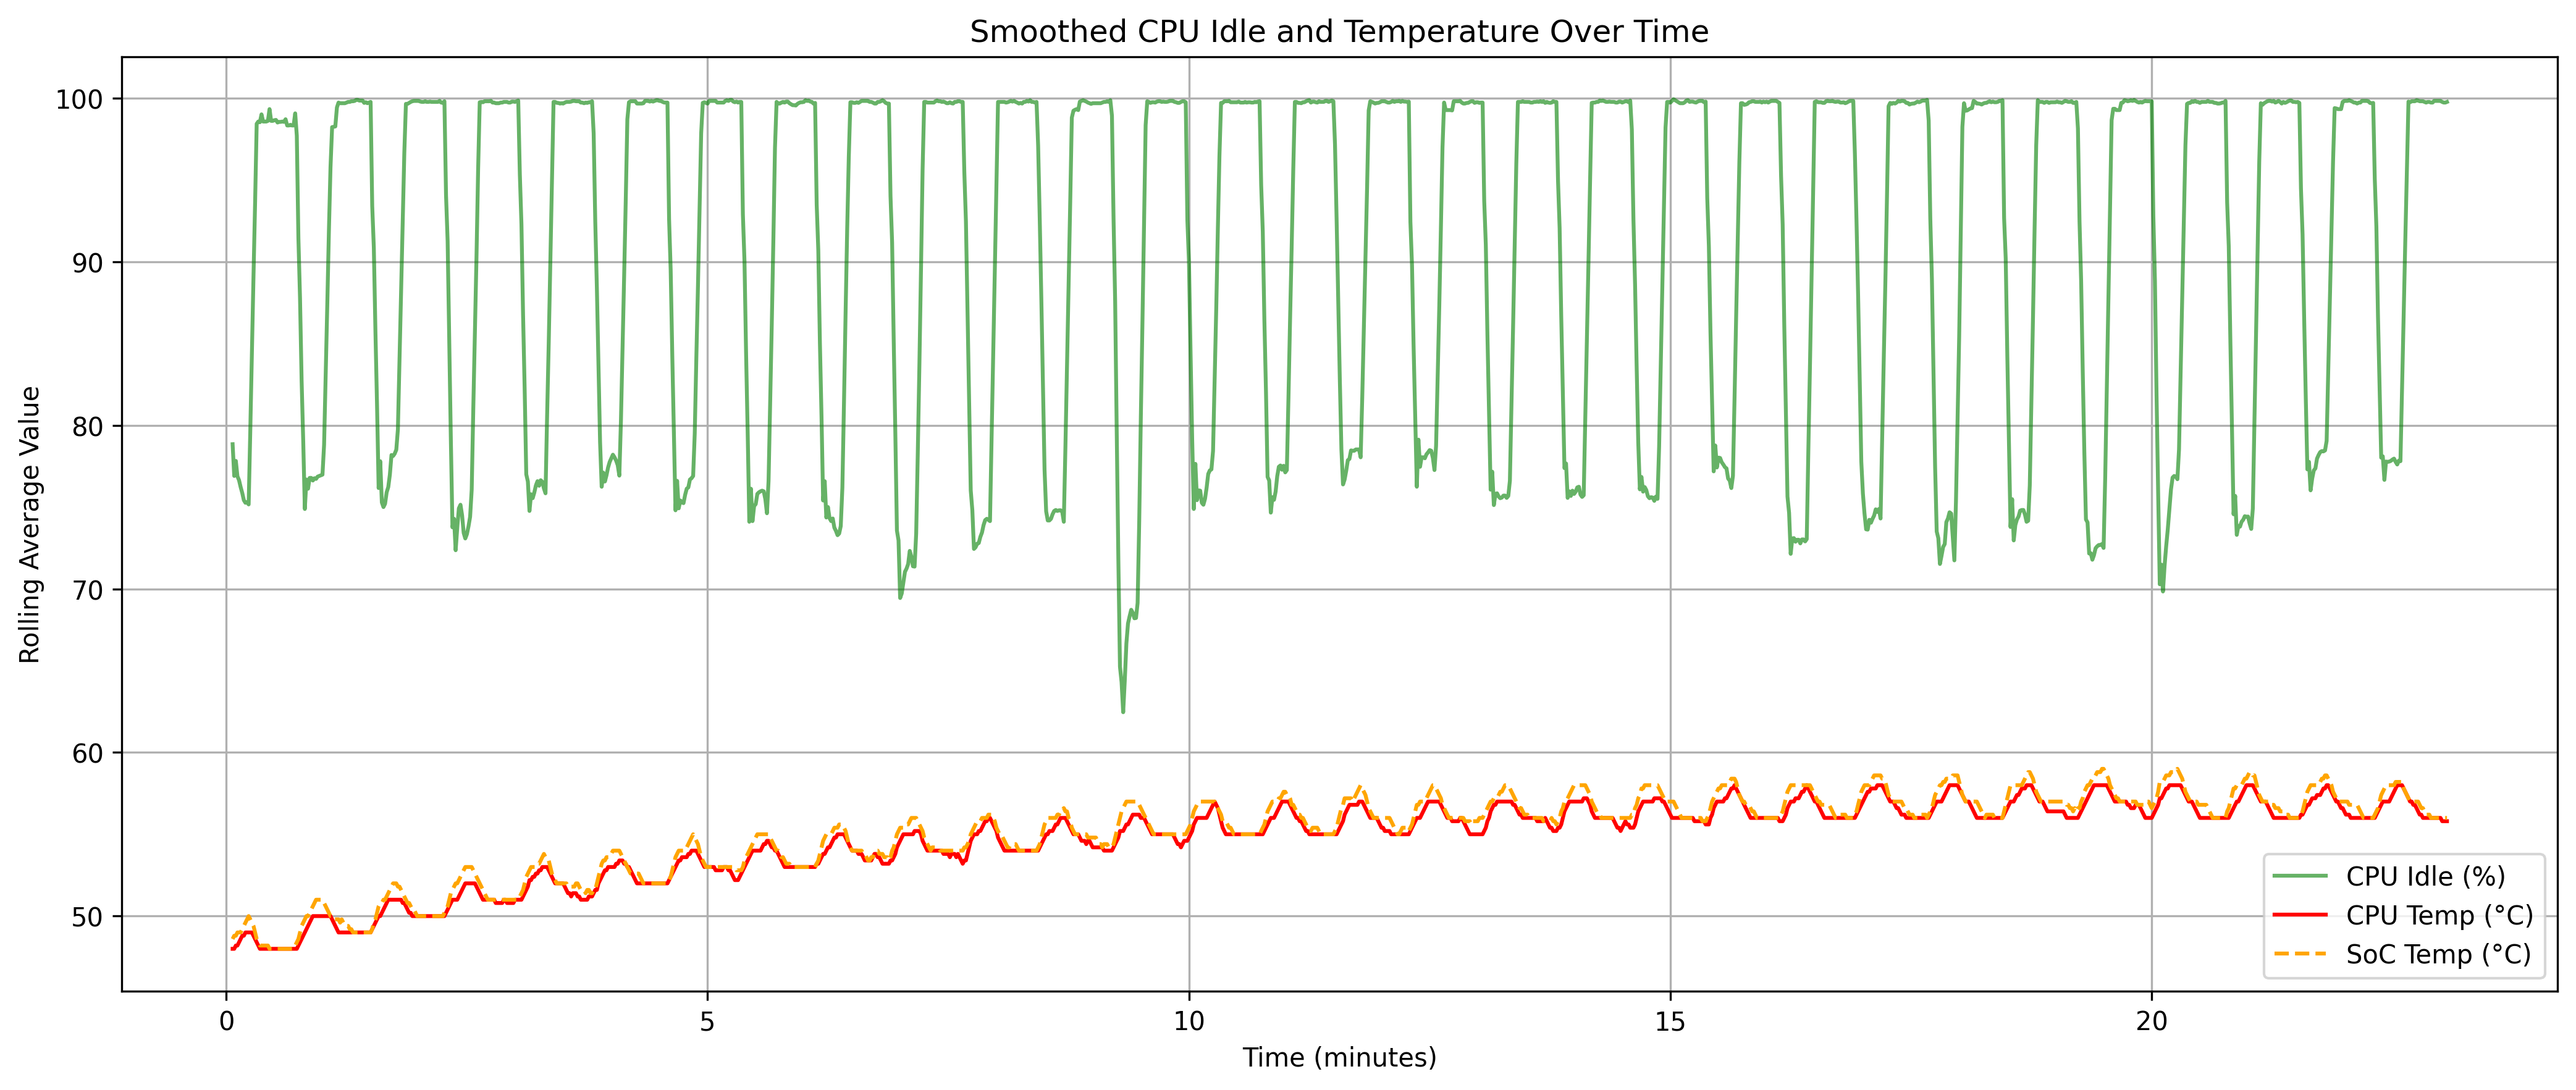 Smoothed CPU Idle and Temperature Over Time
Rolling Average Value
100
90
80
70
60
50
0
5
10
15
20
Time (minutes)
CPU Idle (%)
CPU Temp (°C)
SoC Temp (°C)